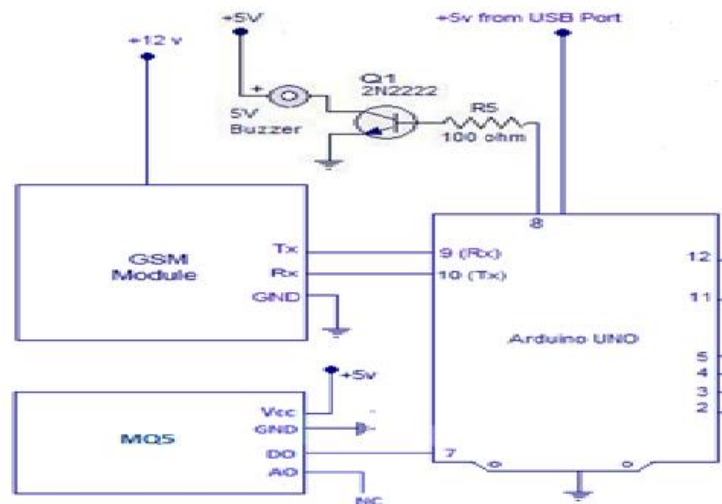 +5V
+5v from USB Port
+12 v
Q1
2N2222
+
5V
Buzzer
R5
100 ohm
8
GSM
Module
Tx
Rx
GND
9 (Rx)
10 (Tx)
12
11
Arduino UNO
5
4
3
2
+5v
MQ5
Vcc
GND
DO
AO
7
NC